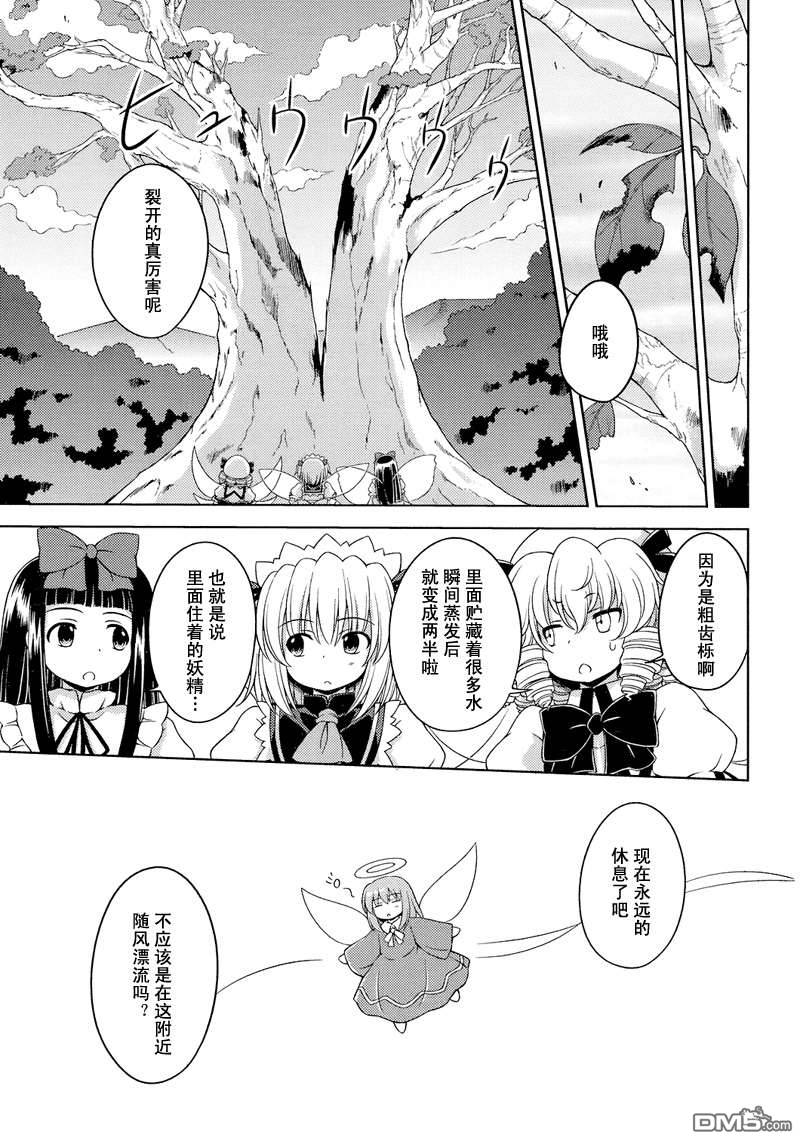 哦哦
ヒュウウウウ
裂开的真厉害呢
因为是粗齿栎啊
里面贮藏着很多水
瞬间蒸发后
就变成两半啦
也就是说
里面住着的妖精…
现在永远的
休息了吧
不应该是在这附近
随风漂流吗？
DM5.com